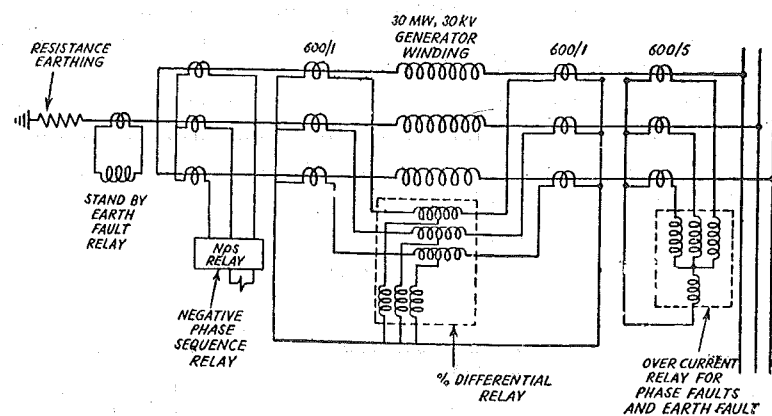 RESISTANCE
EARTHING
600/1
30 MW, 30 KV
GENERATOR
WINDING
600/1
600/5
STAND BY
EARTH
FAULT
RELAY
NPS
RELAY
NEGATIVE
PHASE
SEQUENCE
RELAY
% DIFFERENTIAL
RELAY
OVER CURRENT
RELAY FOR
PHASE FAULTS
AND EARTH FAULT